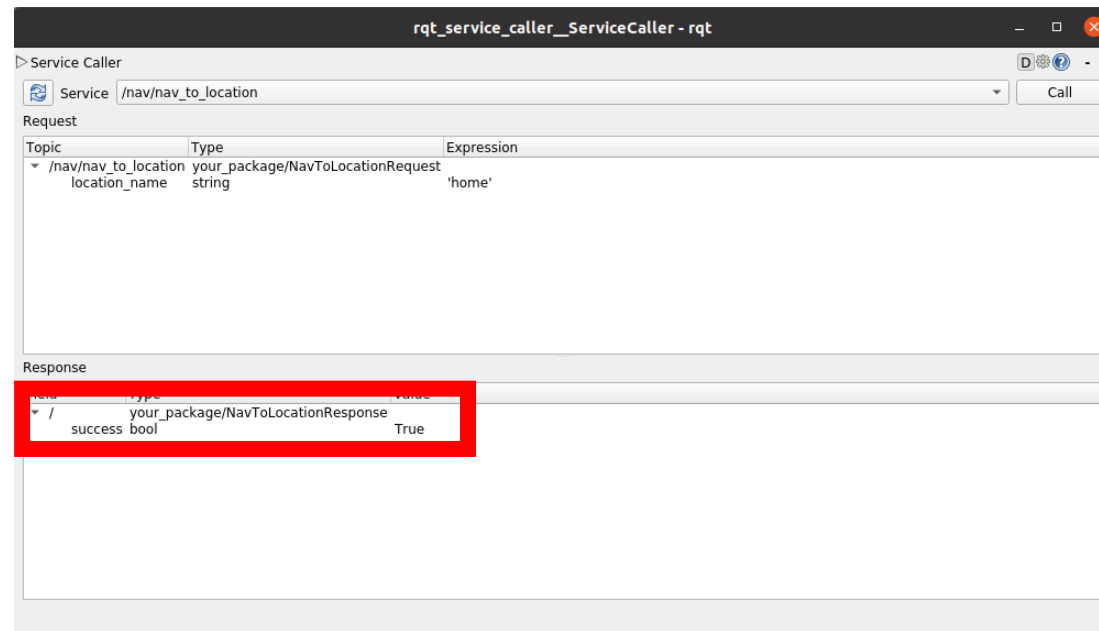 rqt_service_caller__ServiceCaller - rqt
Service Caller D
Service /nav/nav_to_location Call
Request
Topic Type Expression
/nav/nav_to_location your_package/NavToLocationRequest
location_name string 'home'
Response
/ your_package/NavToLocationResponse
success bool True